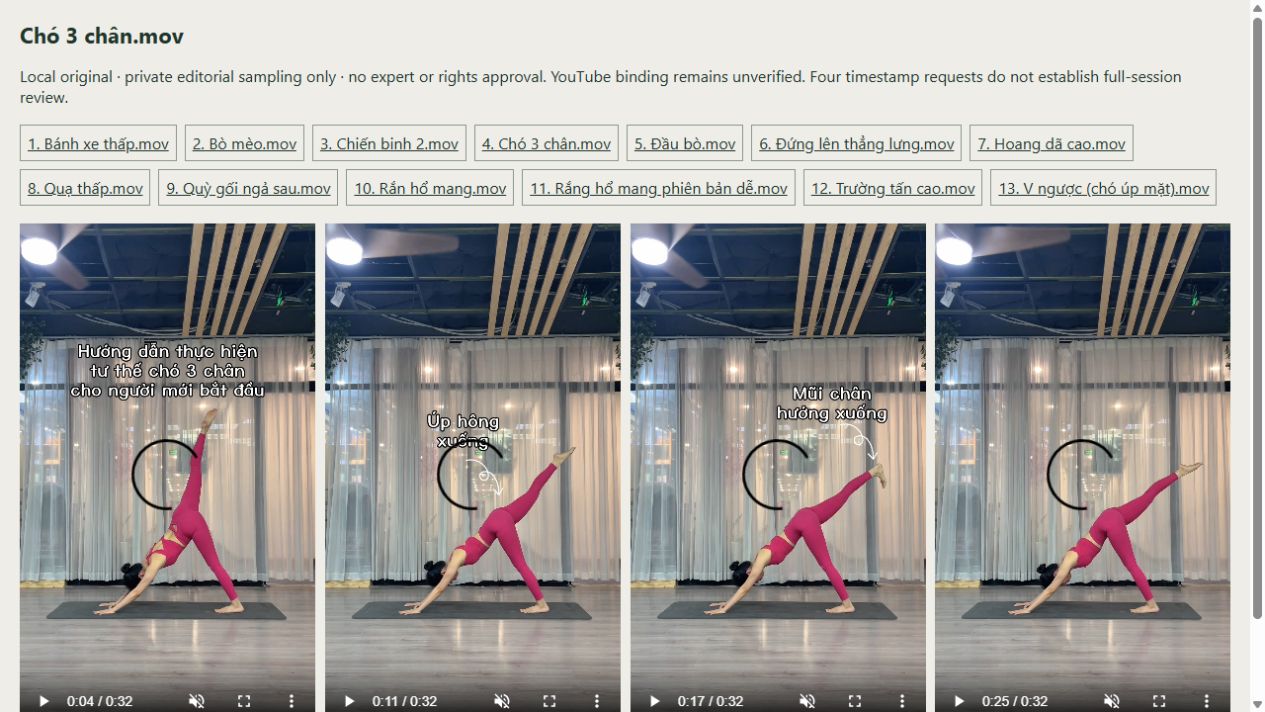 Chó 3 chân.mov
Local original · private editorial sampling only · no expert or rights approval. YouTube binding remains unverified. Four timestamp requests do not establish full-session
review.
1. Bánh xe thấp.mov
2. Bò mèo.mov
3. Chiến binh 2.mov
4. Chó 3 chân.mov
5. Đầu bò.mov
6. Đứng lên thẳng lưng.mov
7. Hoang dã cao.mov
8. Quạ thấp.mov
9. Quỳ gối ngả sau.mov
10. Rắn hổ mang.mov
11. Rắng hổ mang phiên bản dễ.mov
12. Trường tấn cao.mov
13. V ngược (chó úp mặt).mov
Hướng dẫn thực hiện
tư thế chó 3 chân
cho người mới bắt đầu
0:04 / 0:32
Úp hông
xuống
0:11 / 0:32
Mũi chân
hướng xuống
0:17 / 0:32
0:25 / 0:32